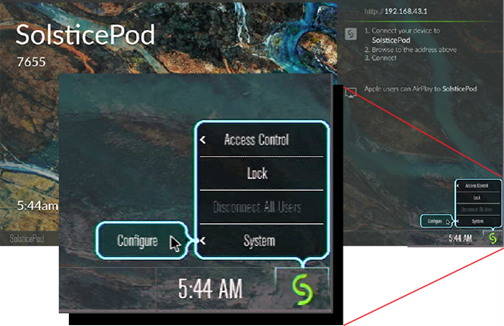 SolsticePod
7655
http:// 192.168.43.1
1. Connect your device to
SolsticePod
2. Browse to the address above
3. Connect
Apple users can AirPlay to SolsticePod
Access Control
Lock
Disconnect All Users
System
Configure
5:44 AM
5:44am
SolsticePod
Access Control
Lock
Disconnect All Users
System
Configure
5:44 AM